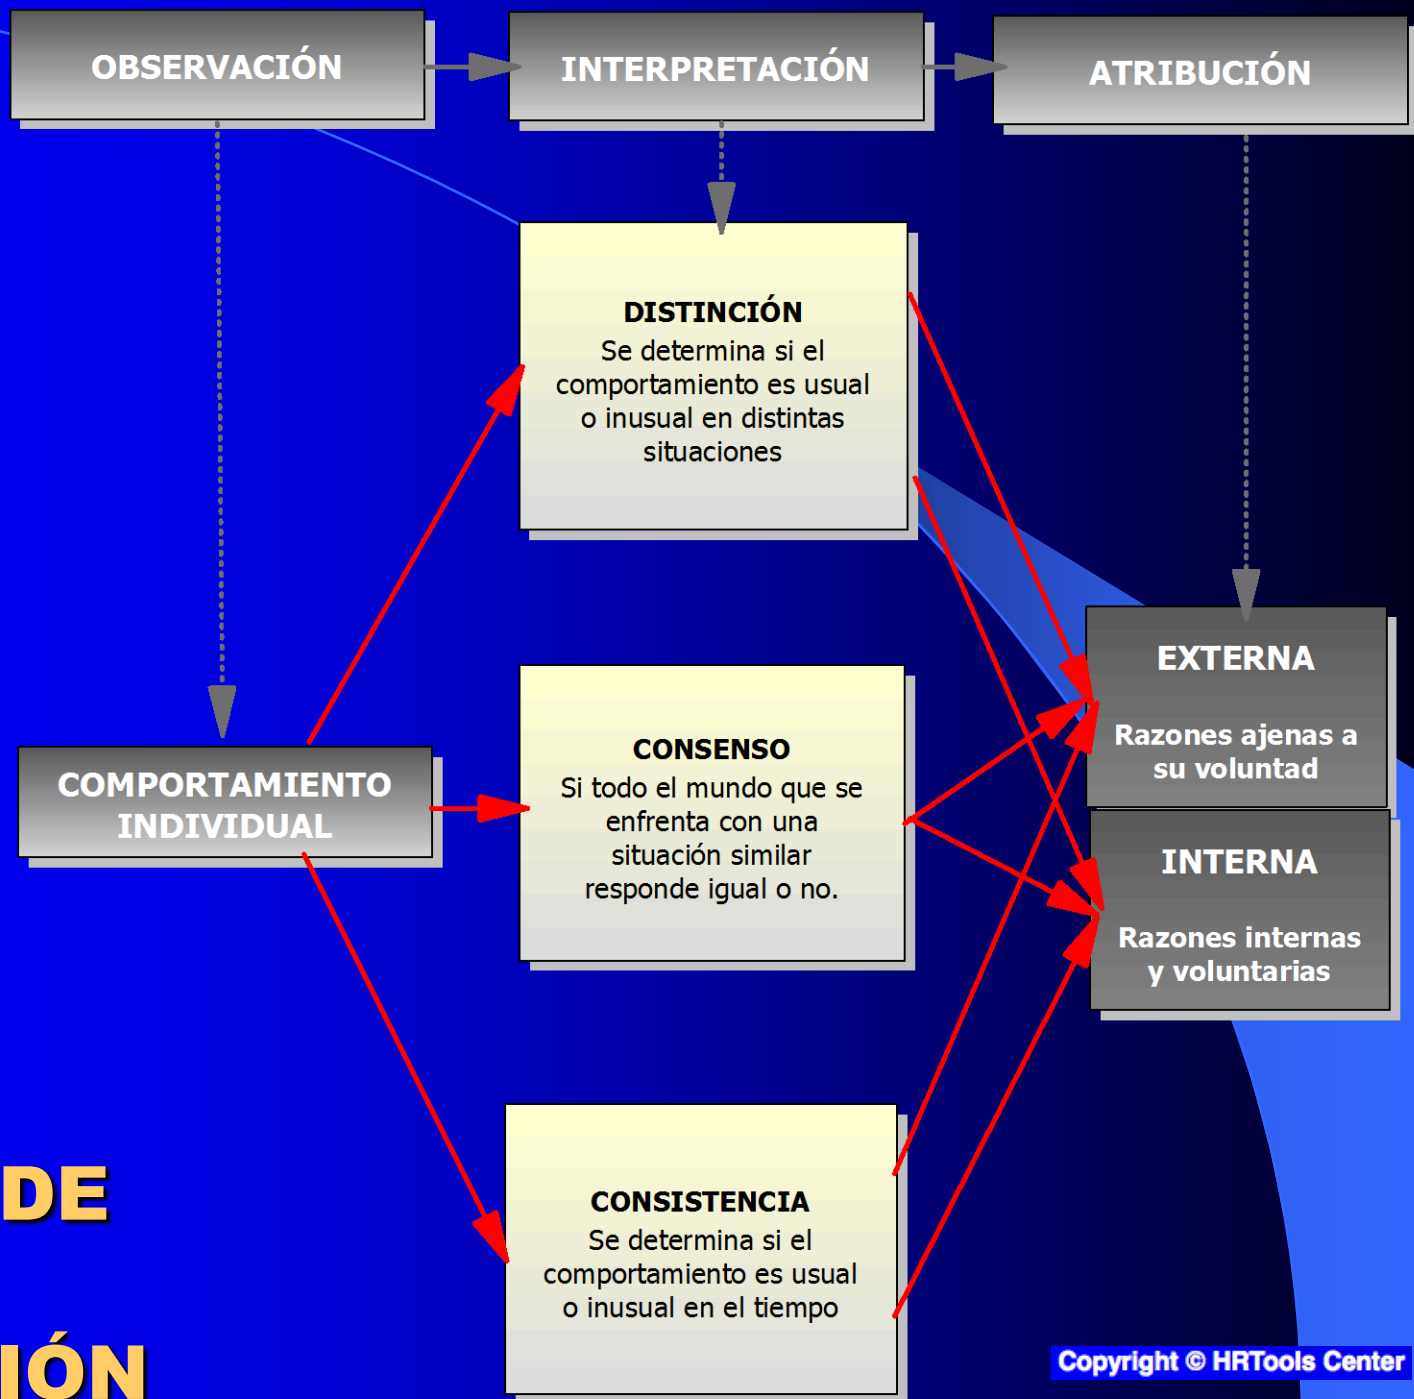 OBSERVACIÓN
INTERPRETACIÓN
ATRIBUCIÓN
DISTINCIÓN
Se determina si el
comportamiento es usual
o inusual en distintas
situaciones
EXTERNA
Razones ajenas a
su voluntad
COMPORTAMIENTO
INDIVIDUAL
CONSENSO
Si todo el mundo que se
enfrenta con una
situación similar
responde igual o no.
INTERNA
Razones internas
y voluntarias
CONSISTENCIA
Se determina si el
comportamiento es usual
o inusual en el tiempo
DE
IÓN
Copyright © HRTools Center